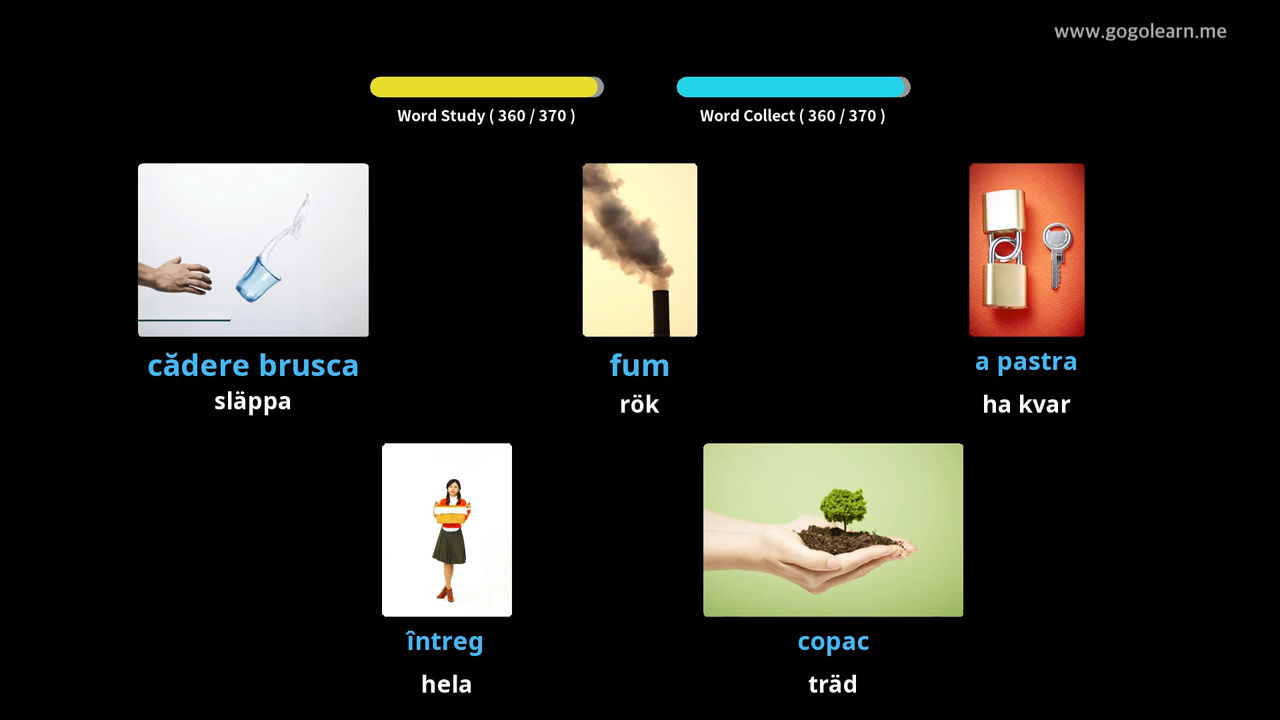 www.gogolearn.me
Word Study ( 360 / 370 )
Word Collect ( 360 / 370 )
cădere brusca
släppa
fum
rök
a pastra
ha kvar
întreg
hela
copac
träd